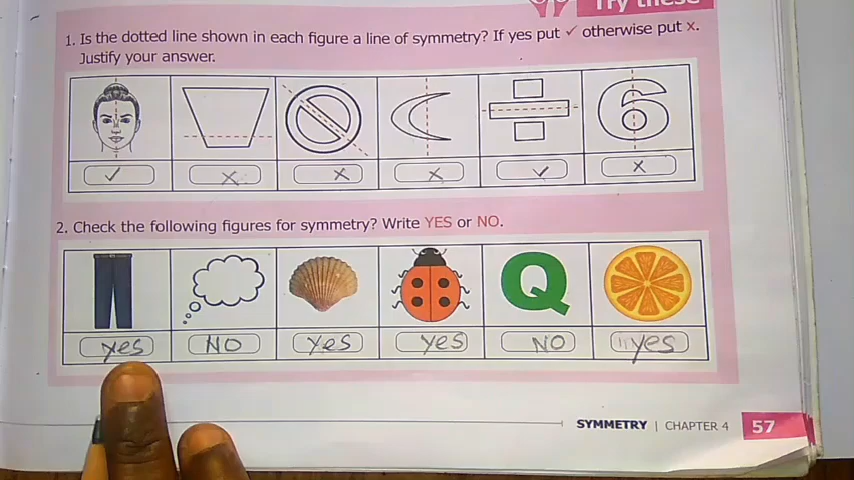 Try these
1. Is the dotted line shown in each figure a line of symmetry? If yes put ✓ otherwise put x.
Justify your answer.
6
✓ x x x ✓ x
2. Check the following figures for symmetry? Write YES or NO.
Q
yes NO yes yes NO yes
SYMMETRY | CHAPTER 4 57